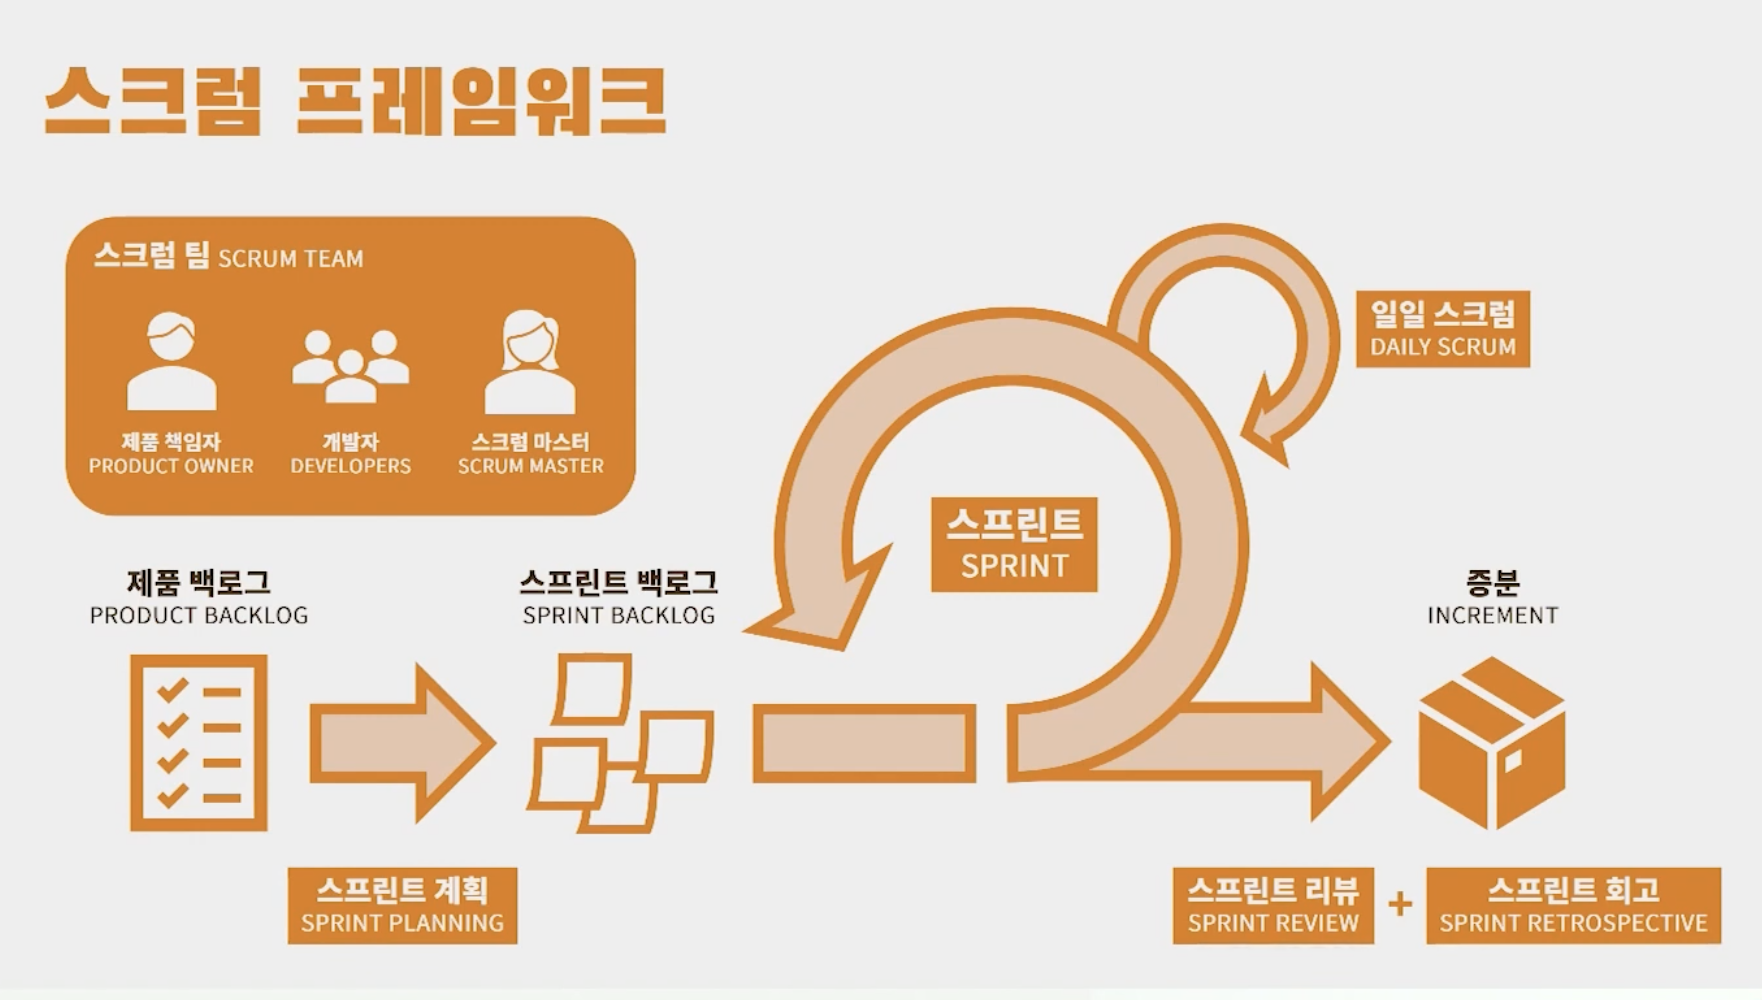 스크럼 프레임워크
스크럼 팀 SCRUM TEAM
제품 책임자
PRODUCT OWNER
개발자
DEVELOPERS
스크럼 마스터
SCRUM MASTER
일일 스크럼
DAILY SCRUM
스프린트
SPRINT
제품 백로그
PRODUCT BACKLOG
스프린트 백로그
SPRINT BACKLOG
증분
INCREMENT
스프린트 계획
SPRINT PLANNING
스프린트 리뷰
SPRINT REVIEW
+
스프린트 회고
SPRINT RETROSPECTIVE